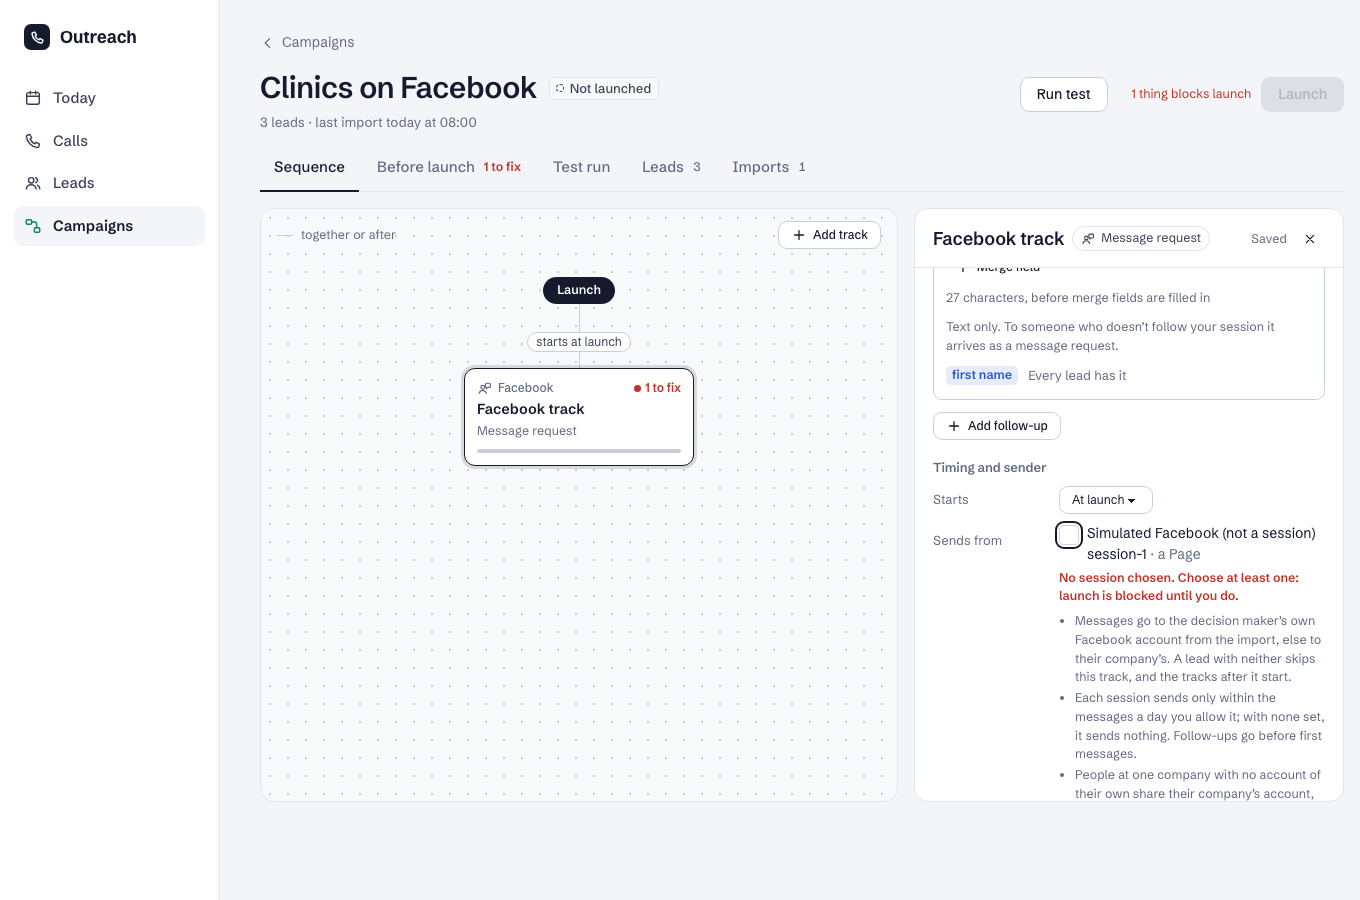 Outreach
Today
Calls
Leads
Campaigns
Campaigns
Clinics on Facebook
Not launched
3 leads · last import today at 08:00
Run test
1 thing blocks launch
Launch
Sequence
Before launch 1 to fix
Test run
Leads 3
Imports 1
together or after
Add track
Launch
starts at launch
Facebook
1 to fix
Facebook track
Message request
Facebook track
Message request
Saved
Merge field
27 characters, before merge fields are filled in
Text only. To someone who doesn’t follow your session it
arrives as a message request.
first name Every lead has it
Add follow-up
Timing and sender
Starts
At launch
Sends from
Simulated Facebook (not a session)
session-1 · a Page
No session chosen. Choose at least one:
launch is blocked until you do.
• Messages go to the decision maker’s own
Facebook account from the import, else to
their company’s. A lead with neither skips
this track, and the tracks after it start.
• Each session sends only within the
messages a day you allow it; with none set,
it sends nothing. Follow-ups go before first
messages.
• People at one company with no account of
their own share their company’s account,